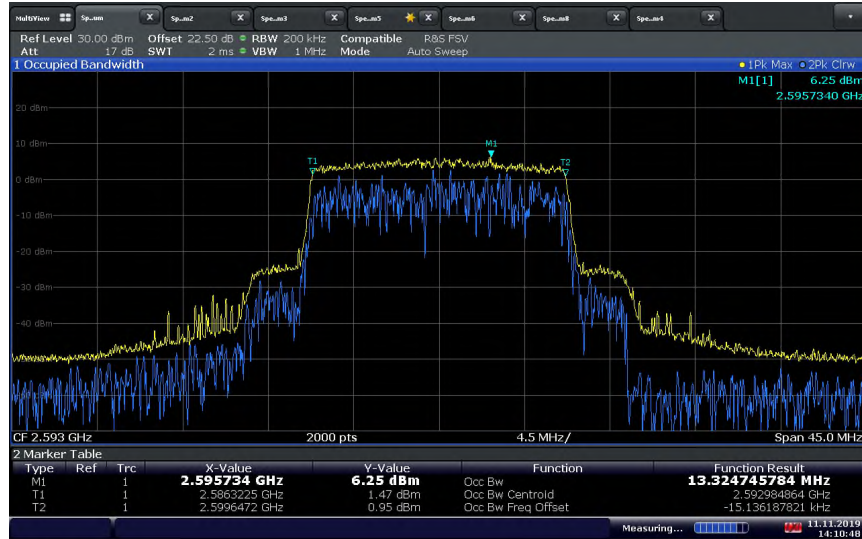 MultiView Sp..um X Sp...m2 X Spe...m3 X Spe...m5 X Spe...m6 X Spe...m8 X Spe...m4 X
Ref Level 30.00 dBm Offset 22.50 dB RBW 200 kHz Compatible R&S FSV
Att 17 dB SWT 2 ms VBW 1 MHz Mode Auto Sweep
1 Occupied Bandwidth 1Pk Max 2Pk Clrw
M1[1] 6.25 dBm
2.5957340 GHz
20 dBm
10 dBm
M1
T1 T2
0 dBm
-10 dBm
-20 dBm
-30 dBm
-40 dBm
CF 2.593 GHz 2000 pts 4.5 MHz/ Span 45.0 MHz
2 Marker Table
Type Ref Trc X-Value Y-Value Function Function Result
M1 1 2.595734 GHz 6.25 dBm Occ Bw 13.324745784 MHz
T1 1 2.5863225 GHz 1.47 dBm Occ Bw Centroid 2.592984864 GHz
T2 1 2.5996472 GHz 0.95 dBm Occ Bw Freq Offset -15.136187821 kHz
Measuring... 11.11.2019
14:10:48